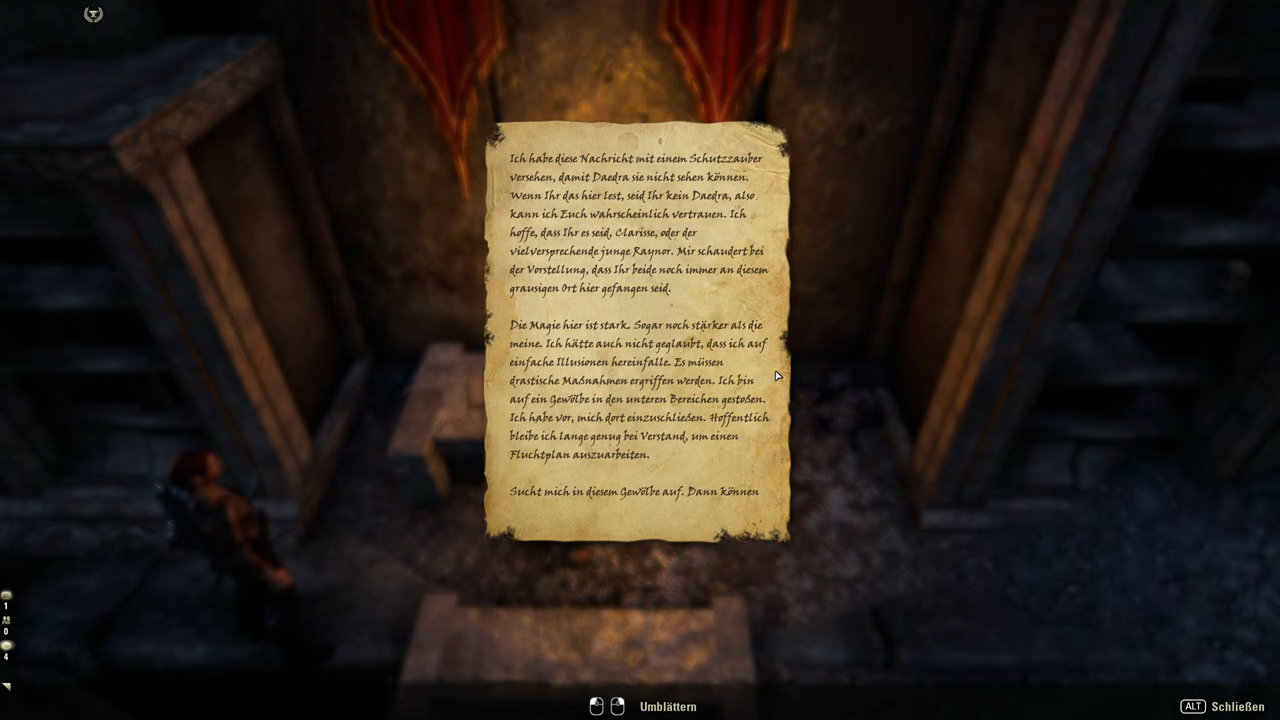 Ich habe diese Nachricht mit einem Schutzzauber
versehen, damit Daedra sie nicht sehen können.
Wenn Ihr das hier lest, seid Ihr kein Daedra, also
kann ich Euch wahrscheinlich vertrauen. Ich
hoffe, dass Ihr es seid, Clarisse, oder der
vielversprechende junge Raynor. Mir schaudert bei
der Vorstellung, dass Ihr beide noch immer an diesem
grausigen Ort hier gefangen seid.
Die Magie hier ist stark. Sogar noch stärker als die
meine. Ich hätte auch nicht geglaubt, dass ich auf
einfache Illusionen hereinfalle. Es müssen
drastische Maßnahmen ergriffen werden. Ich bin
auf ein Gewölbe in den unteren Bereichen gestoßen.
Ich habe vor, mich dort einzuschließen. Hoffentlich
bleibe ich lange genug bei Verstand, um einen
Fluchtplan auszuarbeiten.
Sucht mich in diesem Gewölbe auf. Dann können
1
0
4
Umblättern
ALT Schließen